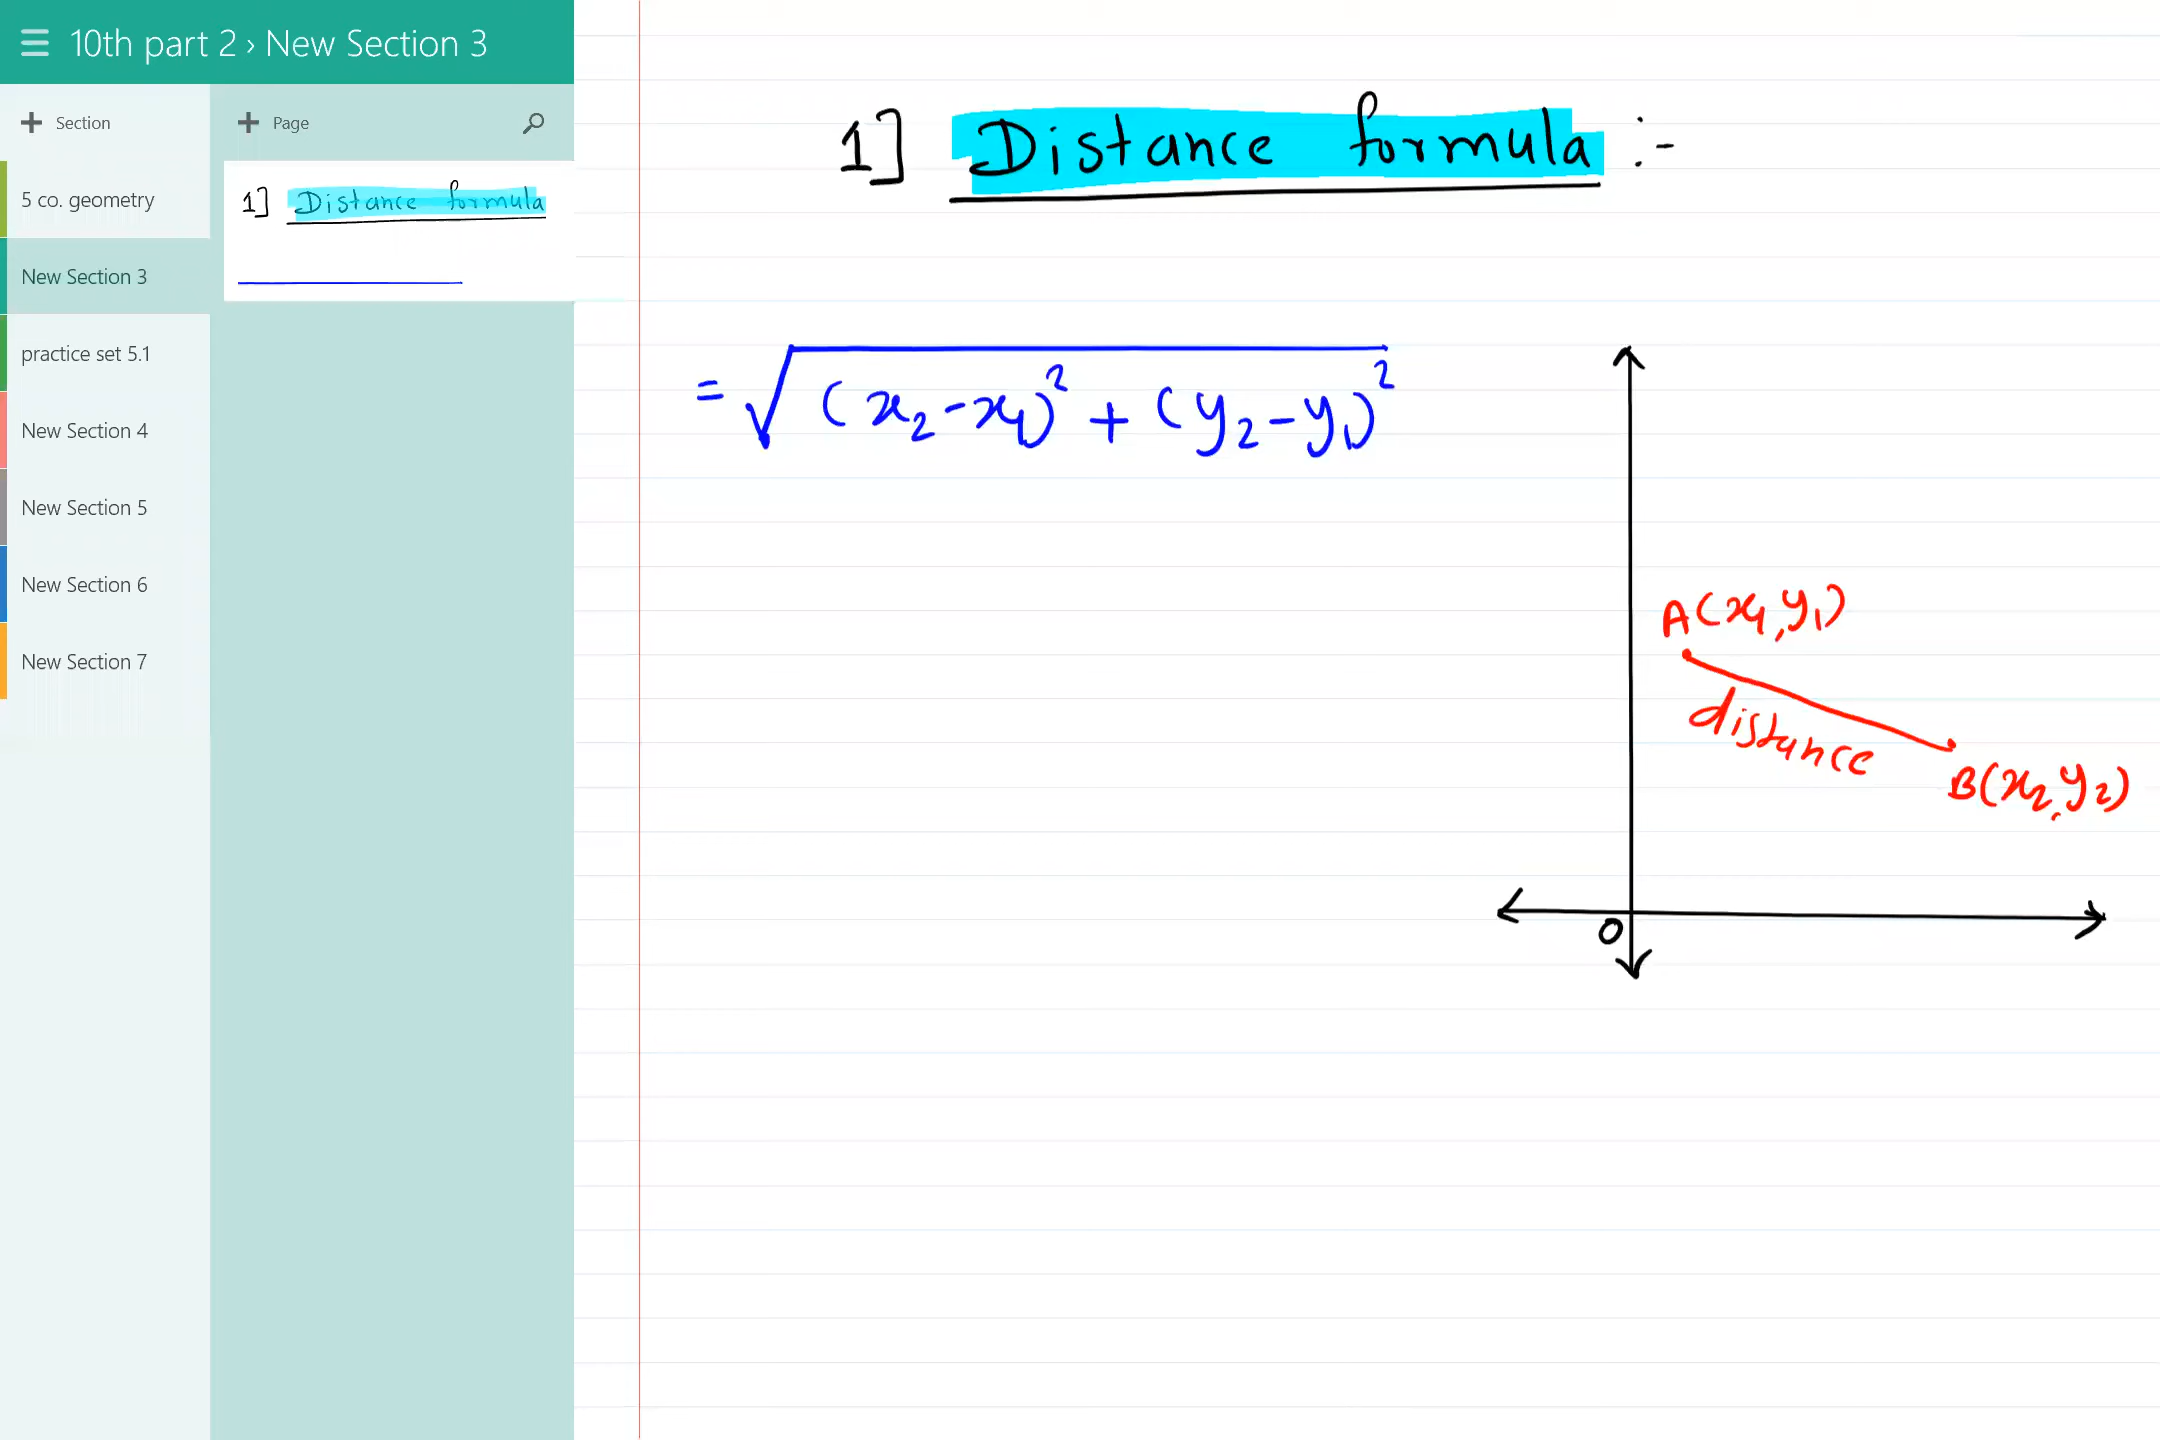 10th part 2 › New Section 3
+ Section
+ Page
5 co. geometry
New Section 3
practice set 5.1
New Section 4
New Section 5
New Section 6
New Section 7
1] Distance formula
1] Distance formula :-
= √(x₂-x₁)² + (y₂-y₁)²
A(x₁,y₁)
distance
B(x₂,y₂)
O